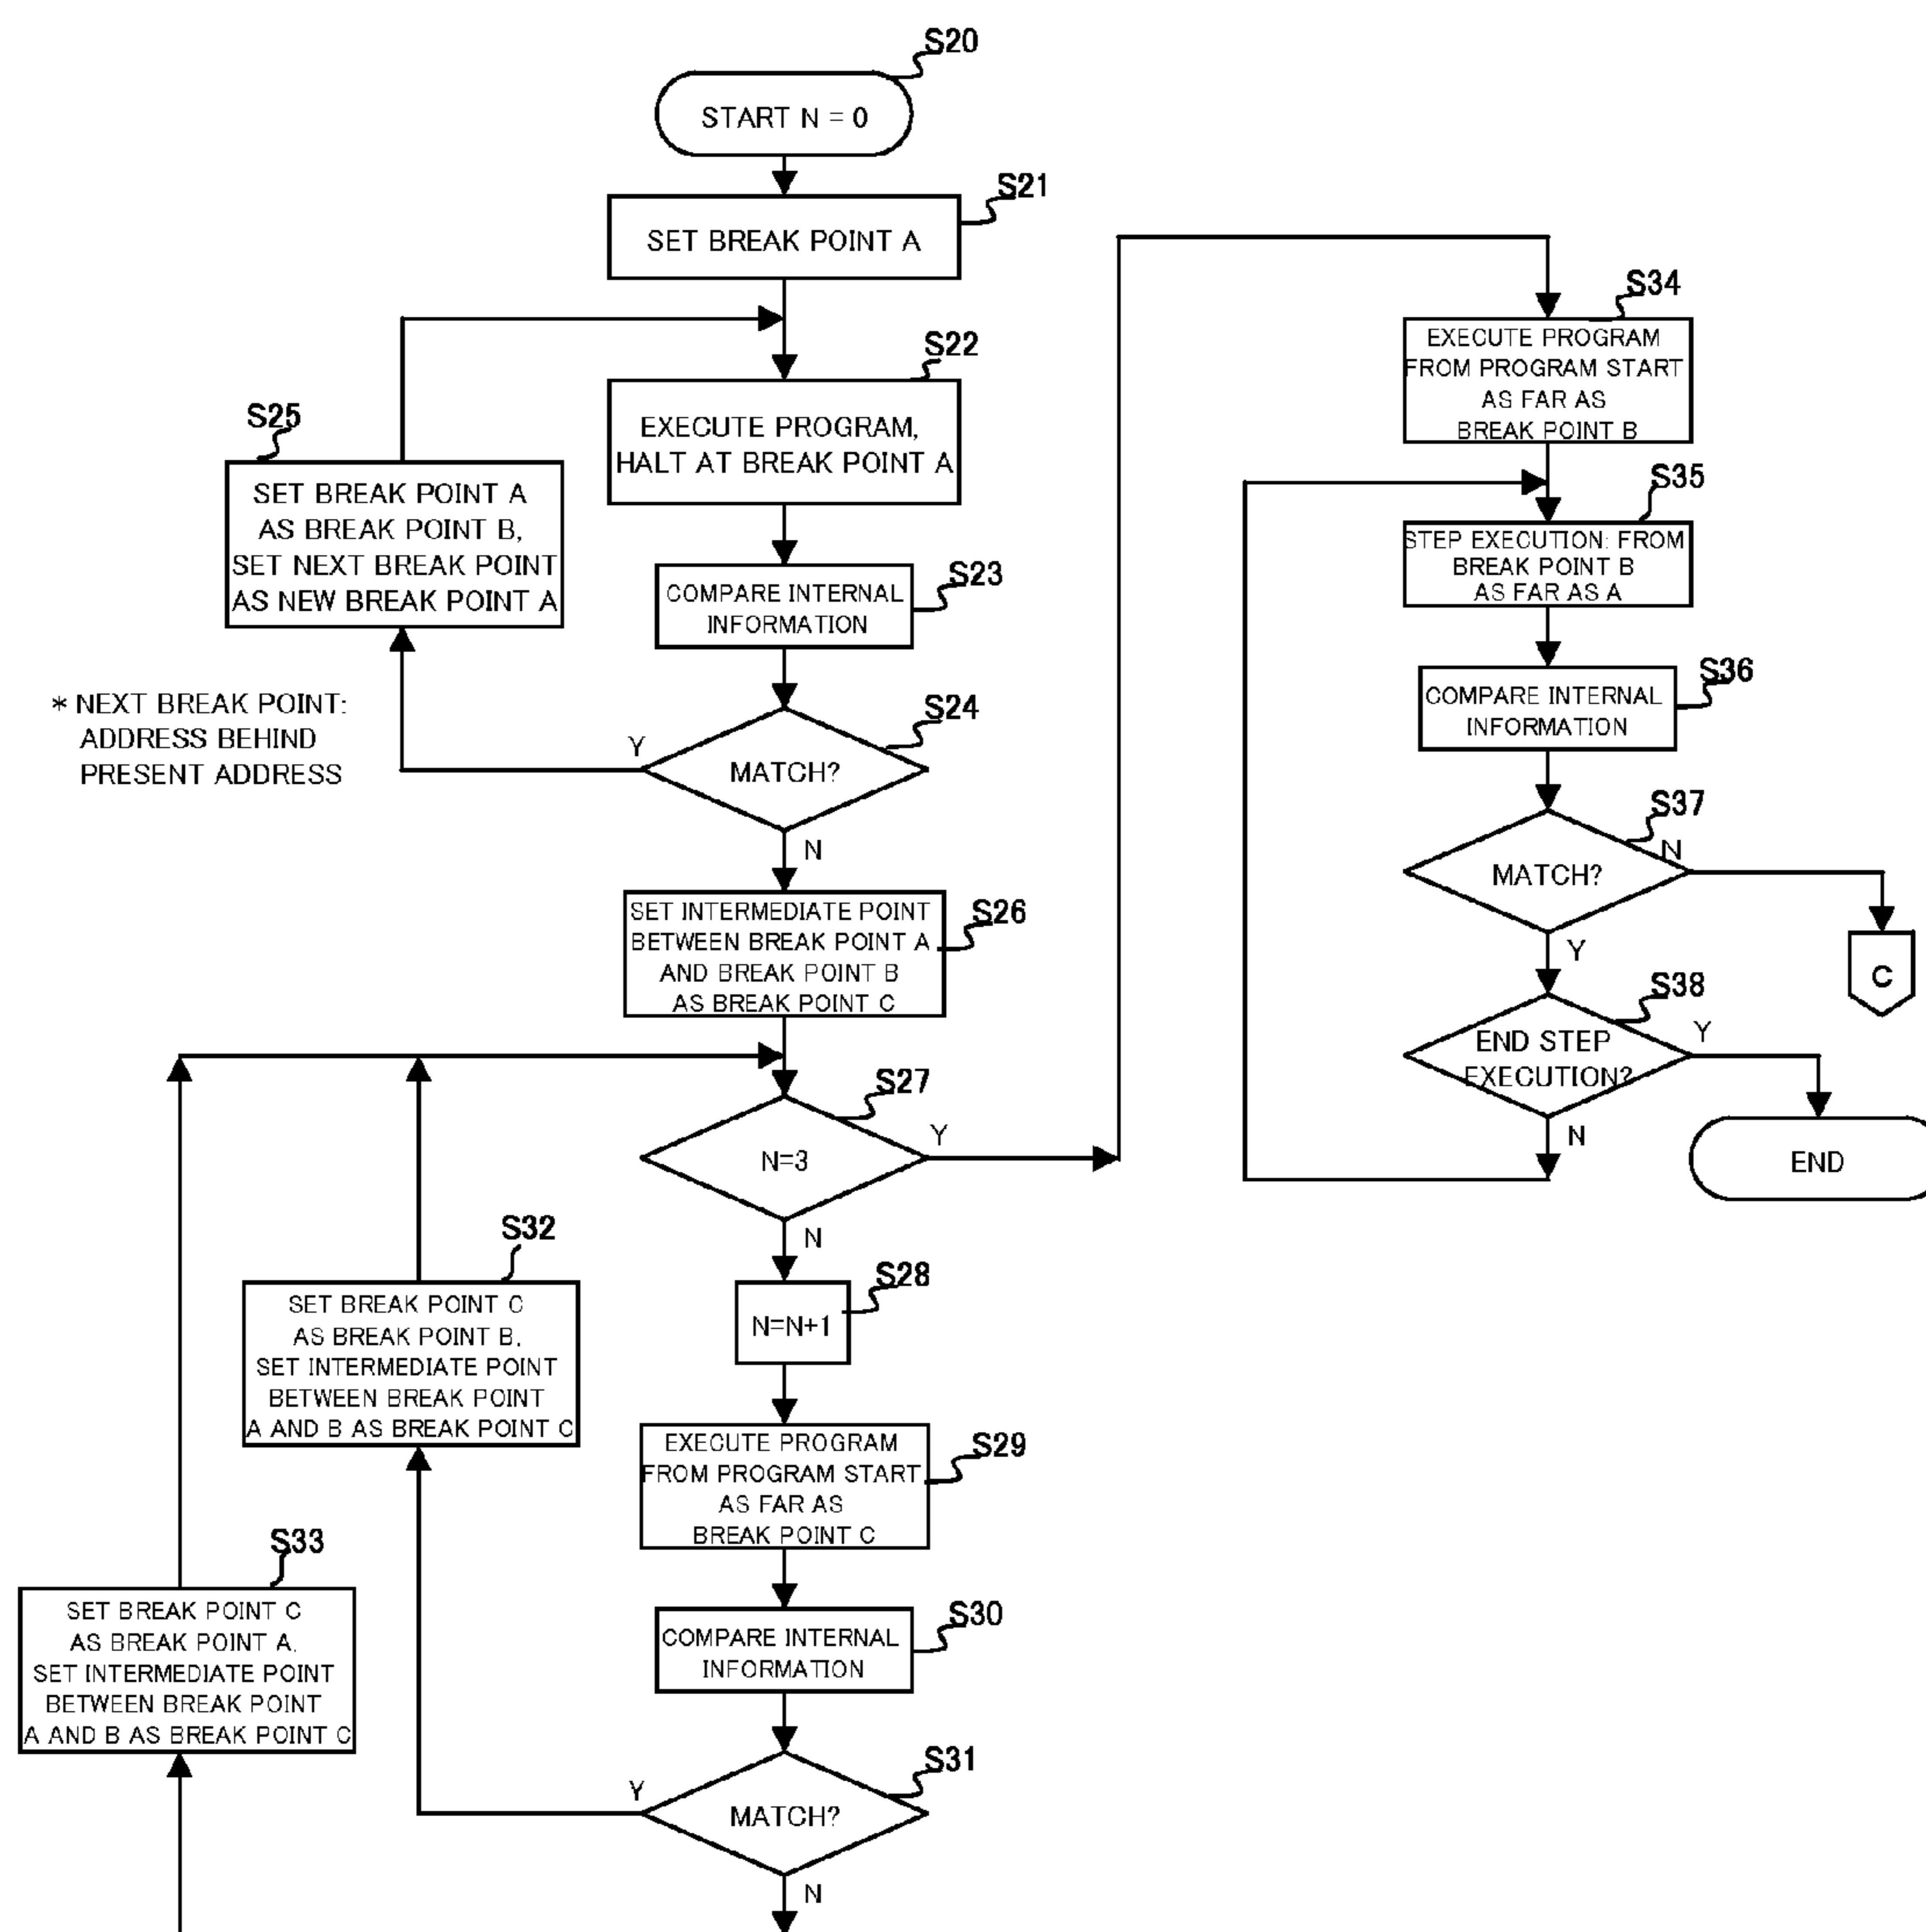 S20
START N = 0
S21
SET BREAK POINT A
S22
EXECUTE PROGRAM,
HALT AT BREAK POINT A
S25
SET BREAK POINT A
AS BREAK POINT B,
SET NEXT BREAK POINT
AS NEW BREAK POINT A
S23
COMPARE INTERNAL
INFORMATION
* NEXT BREAK POINT:
ADDRESS BEHIND
PRESENT ADDRESS
S24
MATCH?
Y
N
S26
SET INTERMEDIATE POINT
BETWEEN BREAK POINT A
AND BREAK POINT B
AS BREAK POINT C
S27
N=3
Y
N
S28
N=N+1
S32
SET BREAK POINT C
AS BREAK POINT B,
SET INTERMEDIATE POINT
BETWEEN BREAK POINT
A AND B AS BREAK POINT C
S29
EXECUTE PROGRAM
FROM PROGRAM START
AS FAR AS
BREAK POINT C
S33
SET BREAK POINT C
AS BREAK POINT A,
SET INTERMEDIATE POINT
BETWEEN BREAK POINT
A AND B AS BREAK POINT C
S30
COMPARE INTERNAL
INFORMATION
S31
MATCH?
Y
N
S34
EXECUTE PROGRAM
FROM PROGRAM START
AS FAR AS
BREAK POINT B
S35
STEP EXECUTION: FROM
BREAK POINT B
AS FAR AS A
S36
COMPARE INTERNAL
INFORMATION
S37
MATCH?
N
Y
C
S38
END STEP
EXECUTION?
Y
N
END